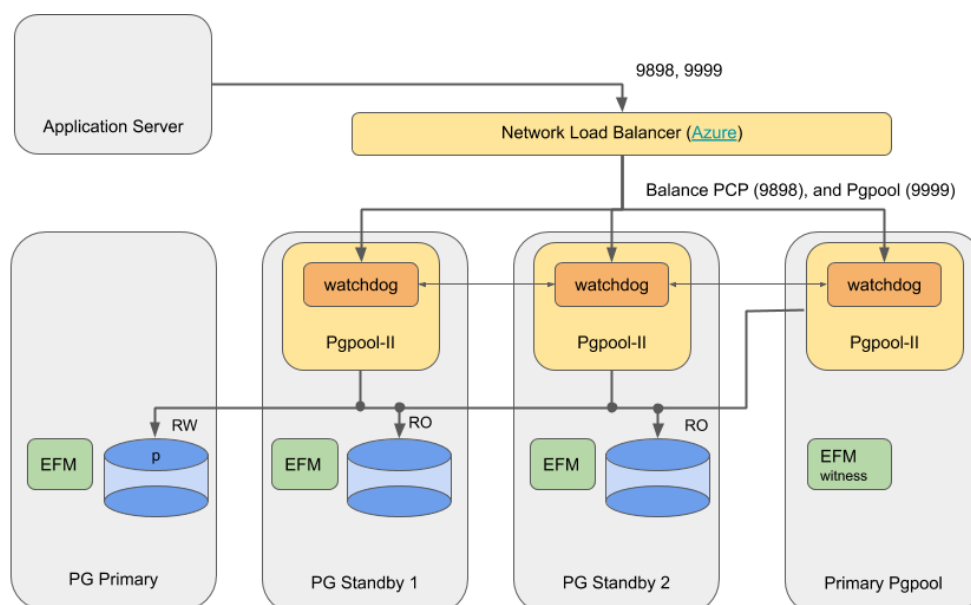 9898, 9999
Application Server
Network Load Balancer (Azure)
Balance PCP (9898), and Pgpool (9999)
watchdog
watchdog
watchdog
Pgpool-II
Pgpool-II
Pgpool-II
RW
RO
RO
EFM
p
EFM
EFM
EFM
witness
PG Primary
PG Standby 1
PG Standby 2
Primary Pgpool